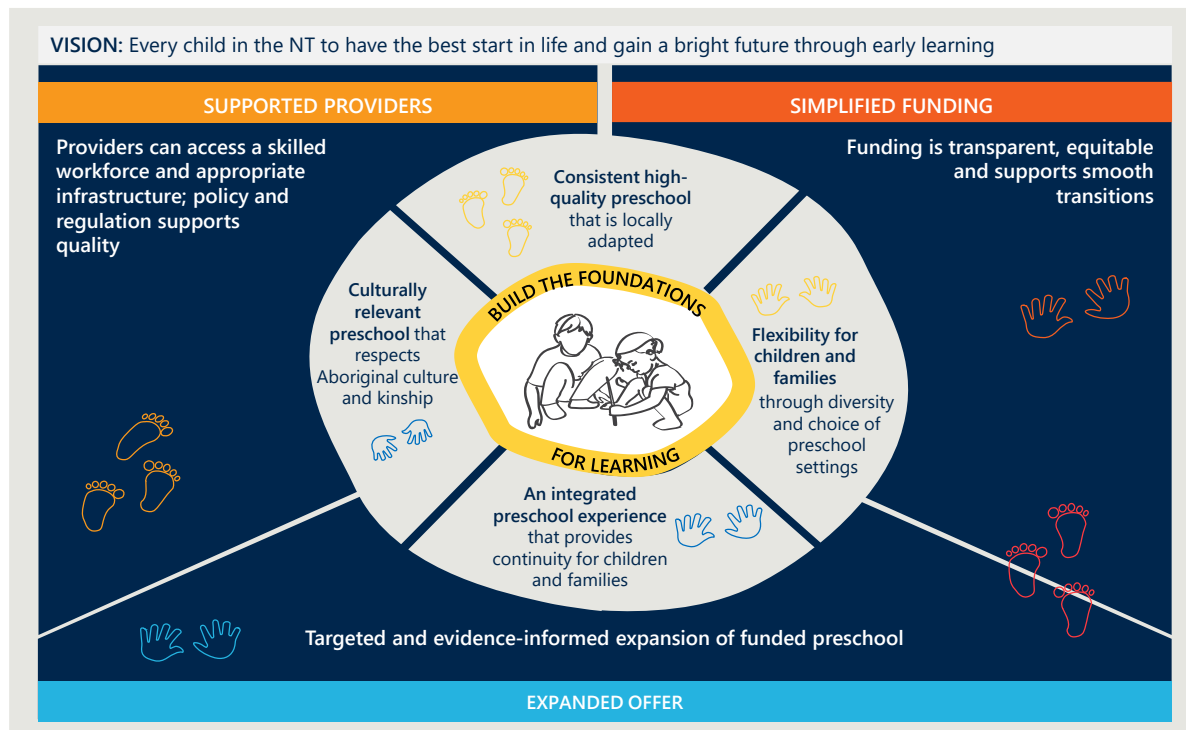 VISION: Every child in the NT to have the best start in life and gain a bright future through early learning
SUPPORTED PROVIDERS
Providers can access a skilled
workforce and appropriate
infrastructure; policy and
regulation supports
quality
SIMPLIFIED FUNDING
Funding is transparent, equitable
and supports smooth
transitions
Consistent high-
quality preschool
that is locally
adapted
Culturally
relevant
preschool that
respects
Aboriginal culture
and kinship
BUILD THE FOUNDATIONS
FOR LEARNING
Flexibility for
children and
families
through diversity
and choice of
preschool
settings
An integrated
preschool experience
that provides
continuity for children
and families
Targeted and evidence-informed expansion of funded preschool
EXPANDED OFFER